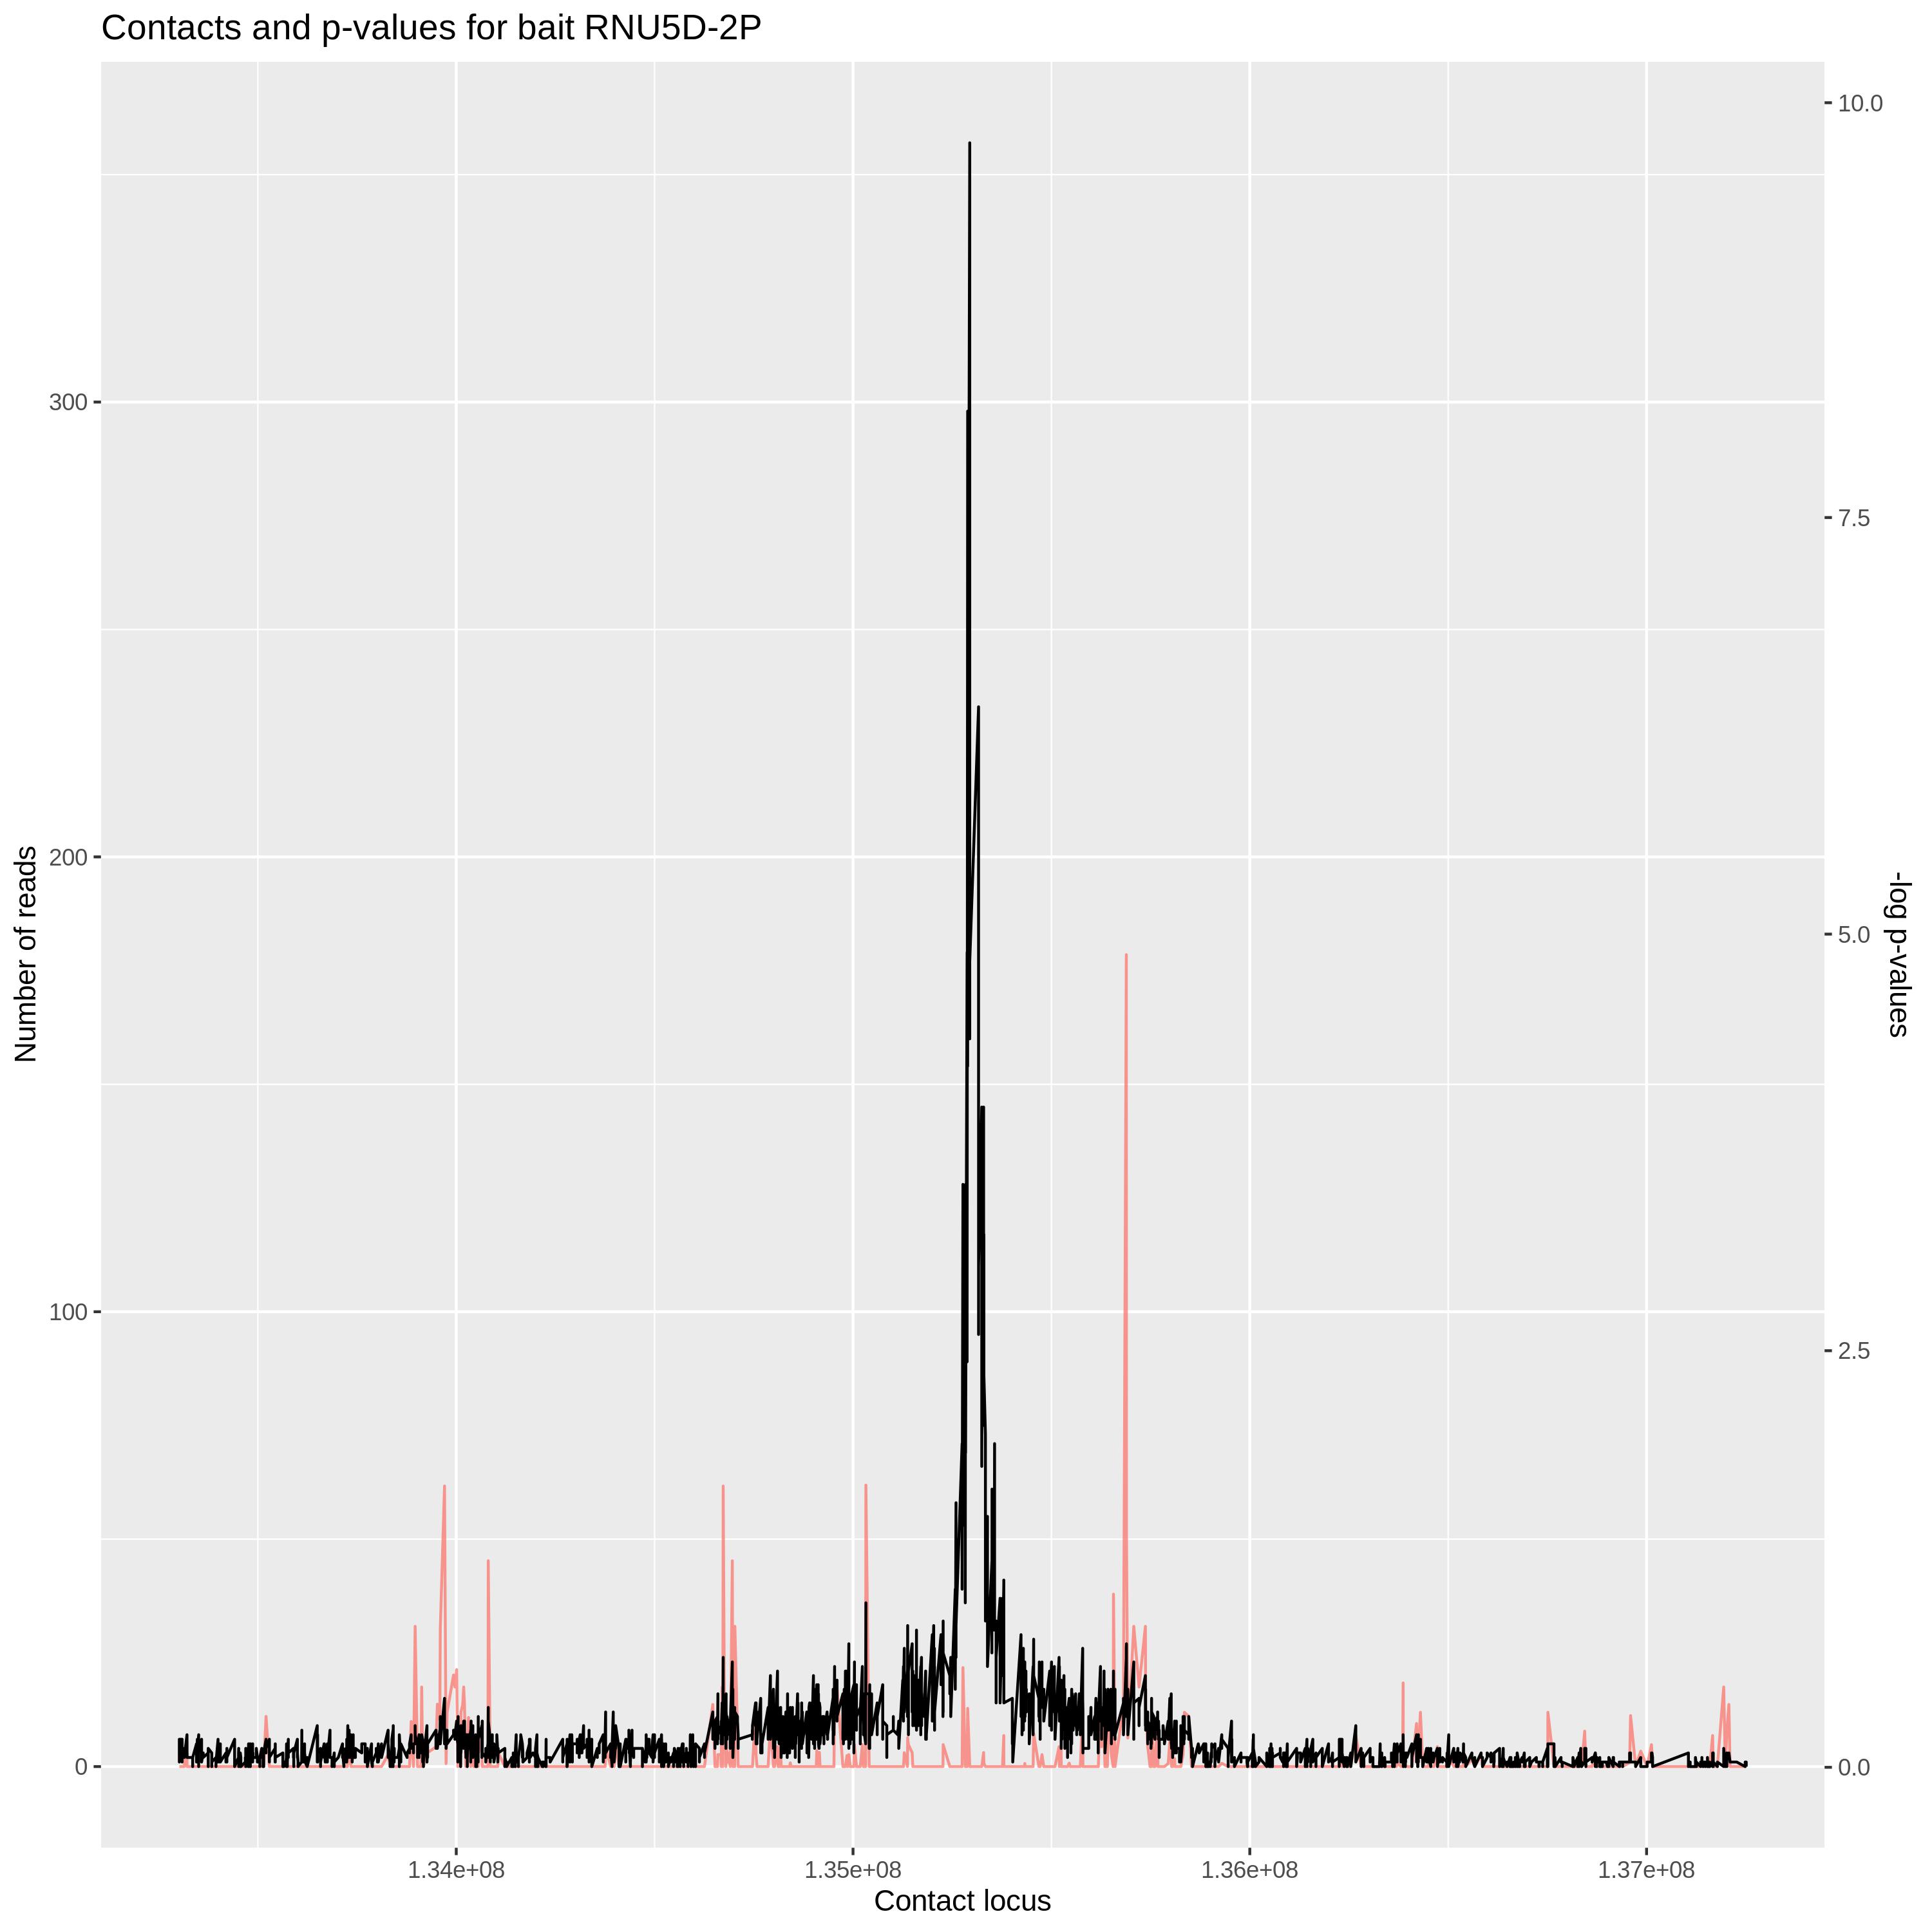 Contacts and p-values for bait RNU5D-2P
10.0
300
7.5
Number of reads
200
5.0
-log p-values
100
2.5
0
0.0
1.34e+08
1.35e+08
1.36e+08
1.37e+08
Contact locus